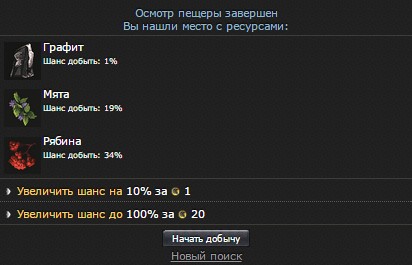 Осмотр пещеры завершен
Вы нашли место с ресурсами:
Графит
Шанс добыть: 1%
Мята
Шанс добыть: 19%
Рябина
Шанс добыть: 34%
Увеличить шанс на 10% за 1
Увеличить шанс до 100% за 20
Начать добычу
Новый поиск